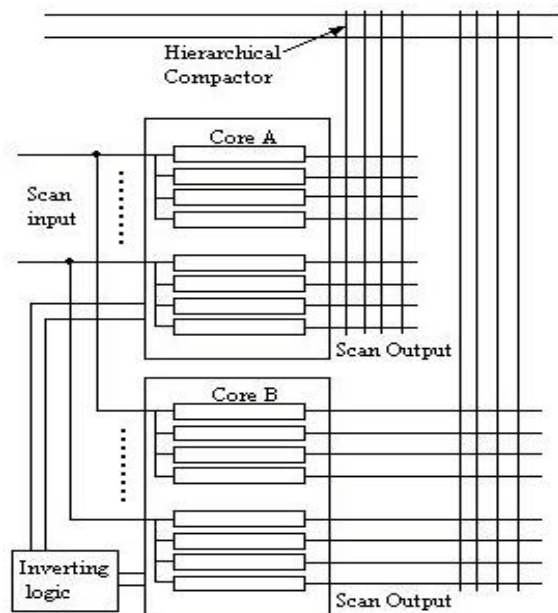 Hierarchical
Compactor
Core A
Scan
input
Scan Output
Core B
Inverting
logic
Scan Output